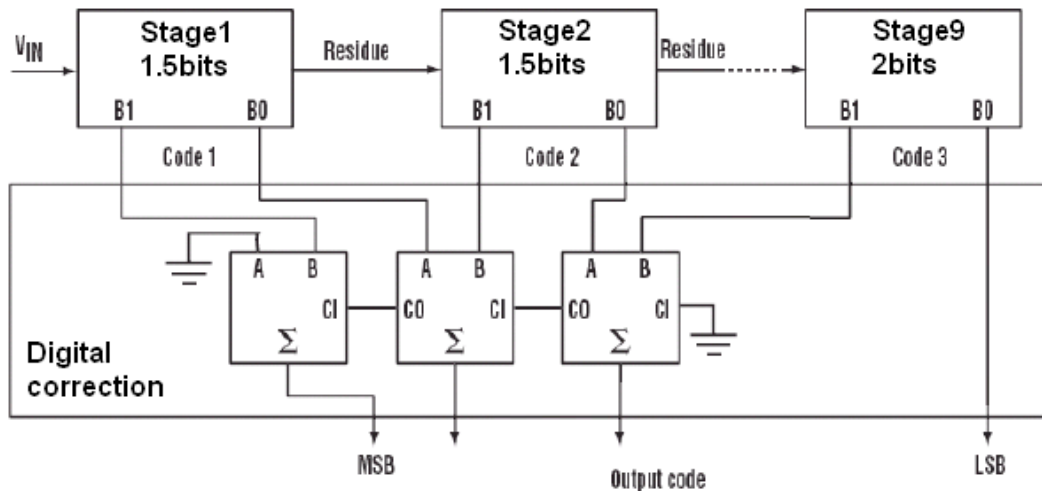 Stage1
1.5bits
Stage2
1.5bits
Stage9
2bits
VIN
Residue
Residue
B1 B0
B1 B0
B1 B0
Code 1
Code 2
Code 3
A B
CI
Σ
A B
CO CI
Σ
A B
CO CI
Σ
Digital
correction
MSB
Output code
LSB